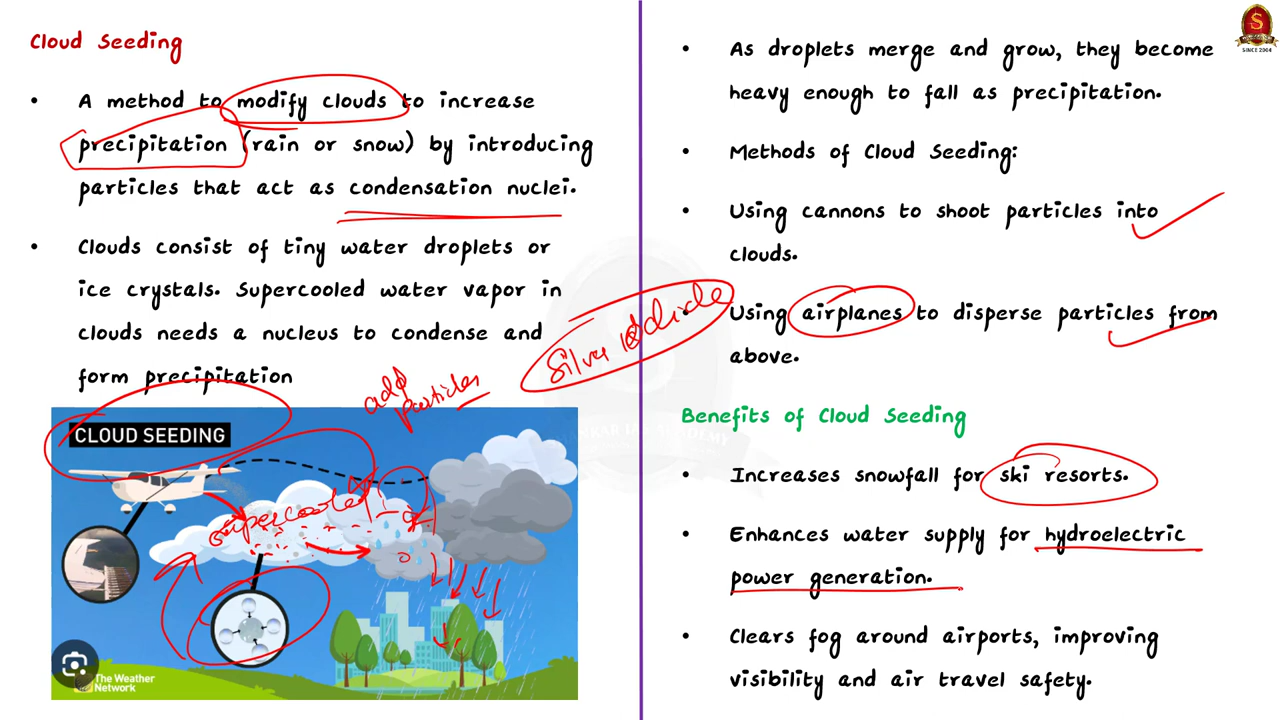 Cloud Seeding
• A method to modify clouds to increase
precipitation (rain or snow) by introducing
particles that act as condensation nuclei.
• Clouds consist of tiny water droplets or
ice crystals. Supercooled water vapor in
clouds needs a nucleus to condense and
form precipitation
add
particles
CLOUD SEEDING
supercooled
The Weather
Network
Silver
S
SINCE 2004
• As droplets merge and grow, they become
heavy enough to fall as precipitation.
• Methods of Cloud Seeding:
• Using cannons to shoot particles into
clouds.
• Using airplanes to disperse particles from
above.
Benefits of Cloud Seeding
• Increases snowfall for ski resorts.
• Enhances water supply for hydroelectric
power generation.
• Clears fog around airports, improving
visibility and air travel safety.